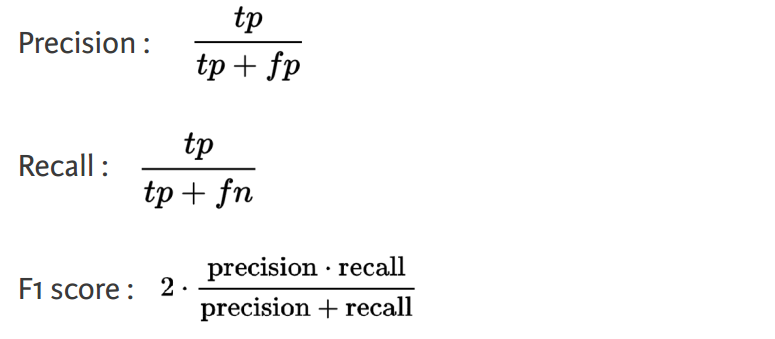 Precision : tp / tp + fp
Recall : tp / tp + fn
F1 score : 2 · precision · recall / precision + recall